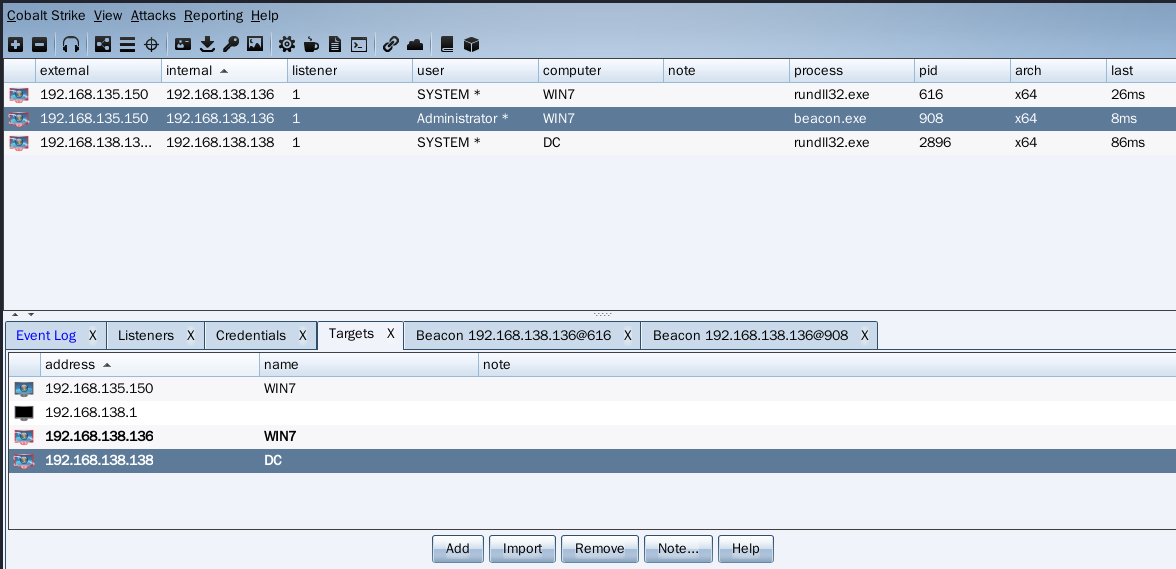 Cobalt Strike View Attacks Reporting Help
external internal listener user computer note process pid arch last
192.168.135.150 192.168.138.136 1 SYSTEM * WIN7 rundll32.exe 616 x64 26ms
192.168.135.150 192.168.138.136 1 Administrator * WIN7 beacon.exe 908 x64 8ms
192.168.138.13... 192.168.138.138 1 SYSTEM * DC rundll32.exe 2896 x64 86ms
Event Log X Listeners X Credentials X Targets X Beacon 192.168.138.136@616 X Beacon 192.168.138.136@908 X
address name note
192.168.135.150 WIN7
192.168.138.1
192.168.138.136 WIN7
192.168.138.138 DC
Add Import Remove Note... Help